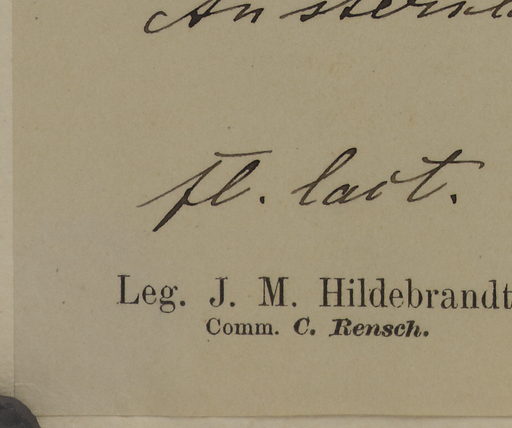 Fl. lact.
Leg. J. M. Hildebrandt
Comm. C. Rensch.